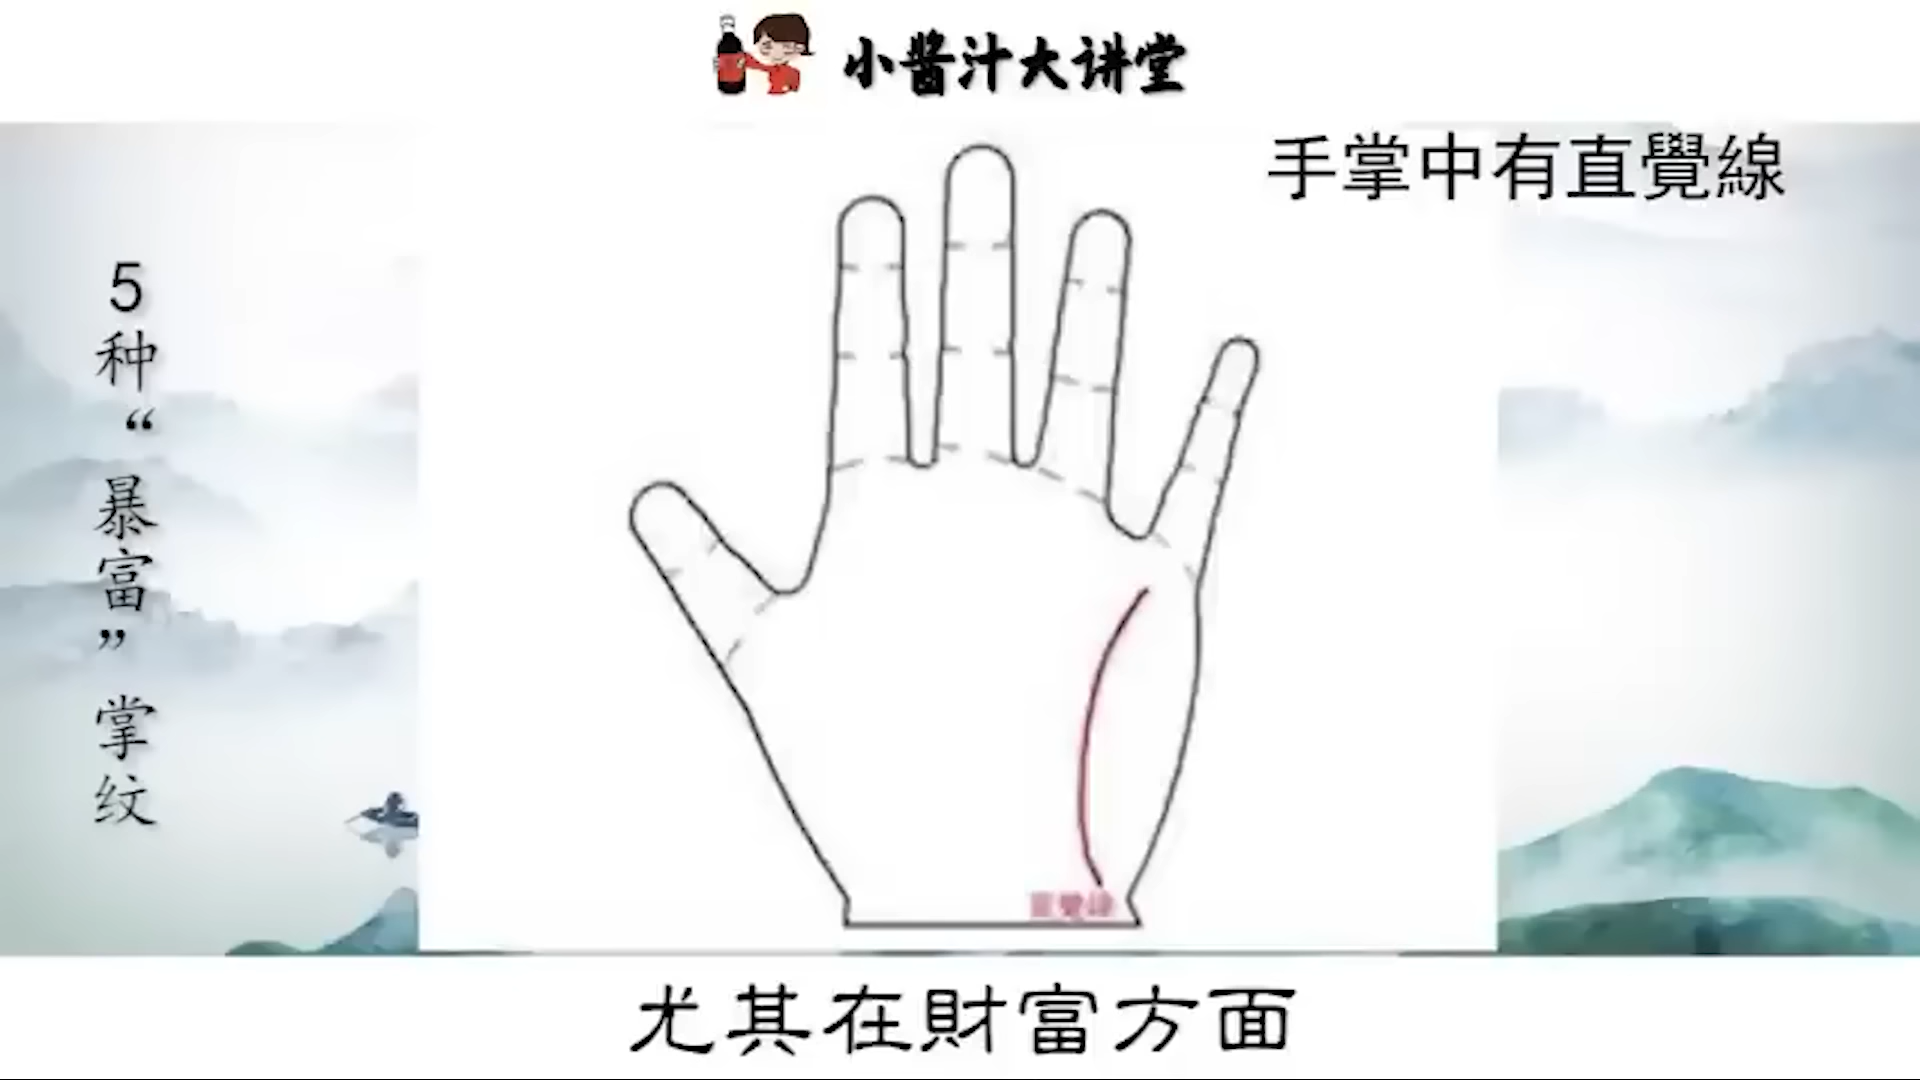 小酱汁大讲堂
手掌中有直覺線
5种“暴富”掌纹
尤其在財富方面